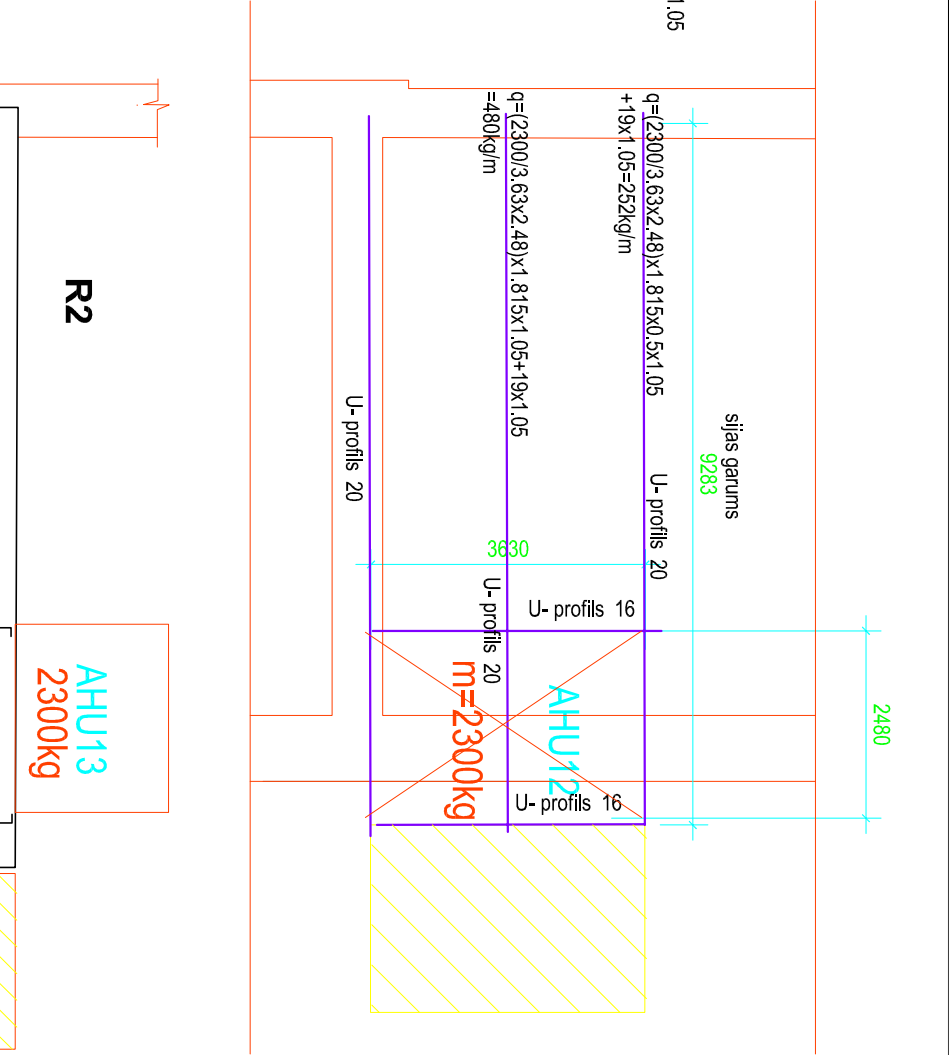 1.05
q=(2300/3.63x2.48)x1.815x0.5x1.05
+19x1.05=252kg/m
q=(2300/3.63x2.48)x1.815x1.05+19x1.05
=480kg/m
sijas garums
9283
U- profils 20
U- profils 20
U- profils 20
3630
U- profils 16
U- profils 16
2480
AHU12
m=2300kg
R2
AHU13
2300kg